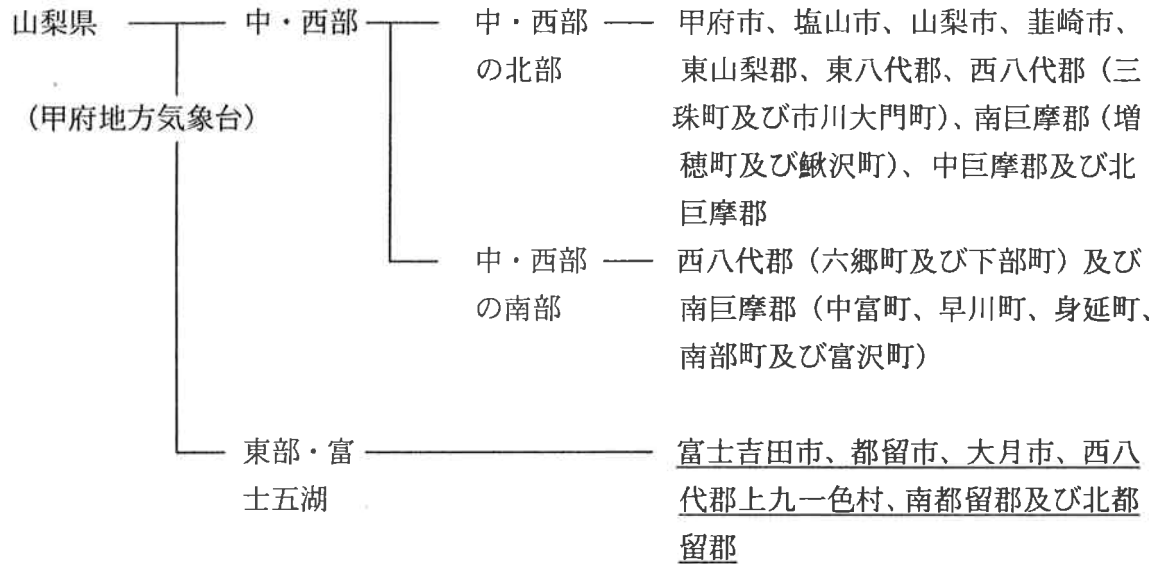 山梨県
(甲府地方気象台)
中・西部
中・西部
の北部
甲府市、塩山市、山梨市、韮崎市、
東山梨郡、東八代郡、西八代郡(三
珠町及び市川大門町)、南巨摩郡(増
穂町及び鰍沢町)、中巨摩郡及び北
巨摩郡
中・西部
の南部
西八代郡(六郷町及び下部町)及び
南巨摩郡(中富町、早川町、身延町、
南部町及び富沢町)
東部・富
士五湖
富士吉田市、都留市、大月市、西八
代郡上九一色村、南都留郡及び北都
留郡